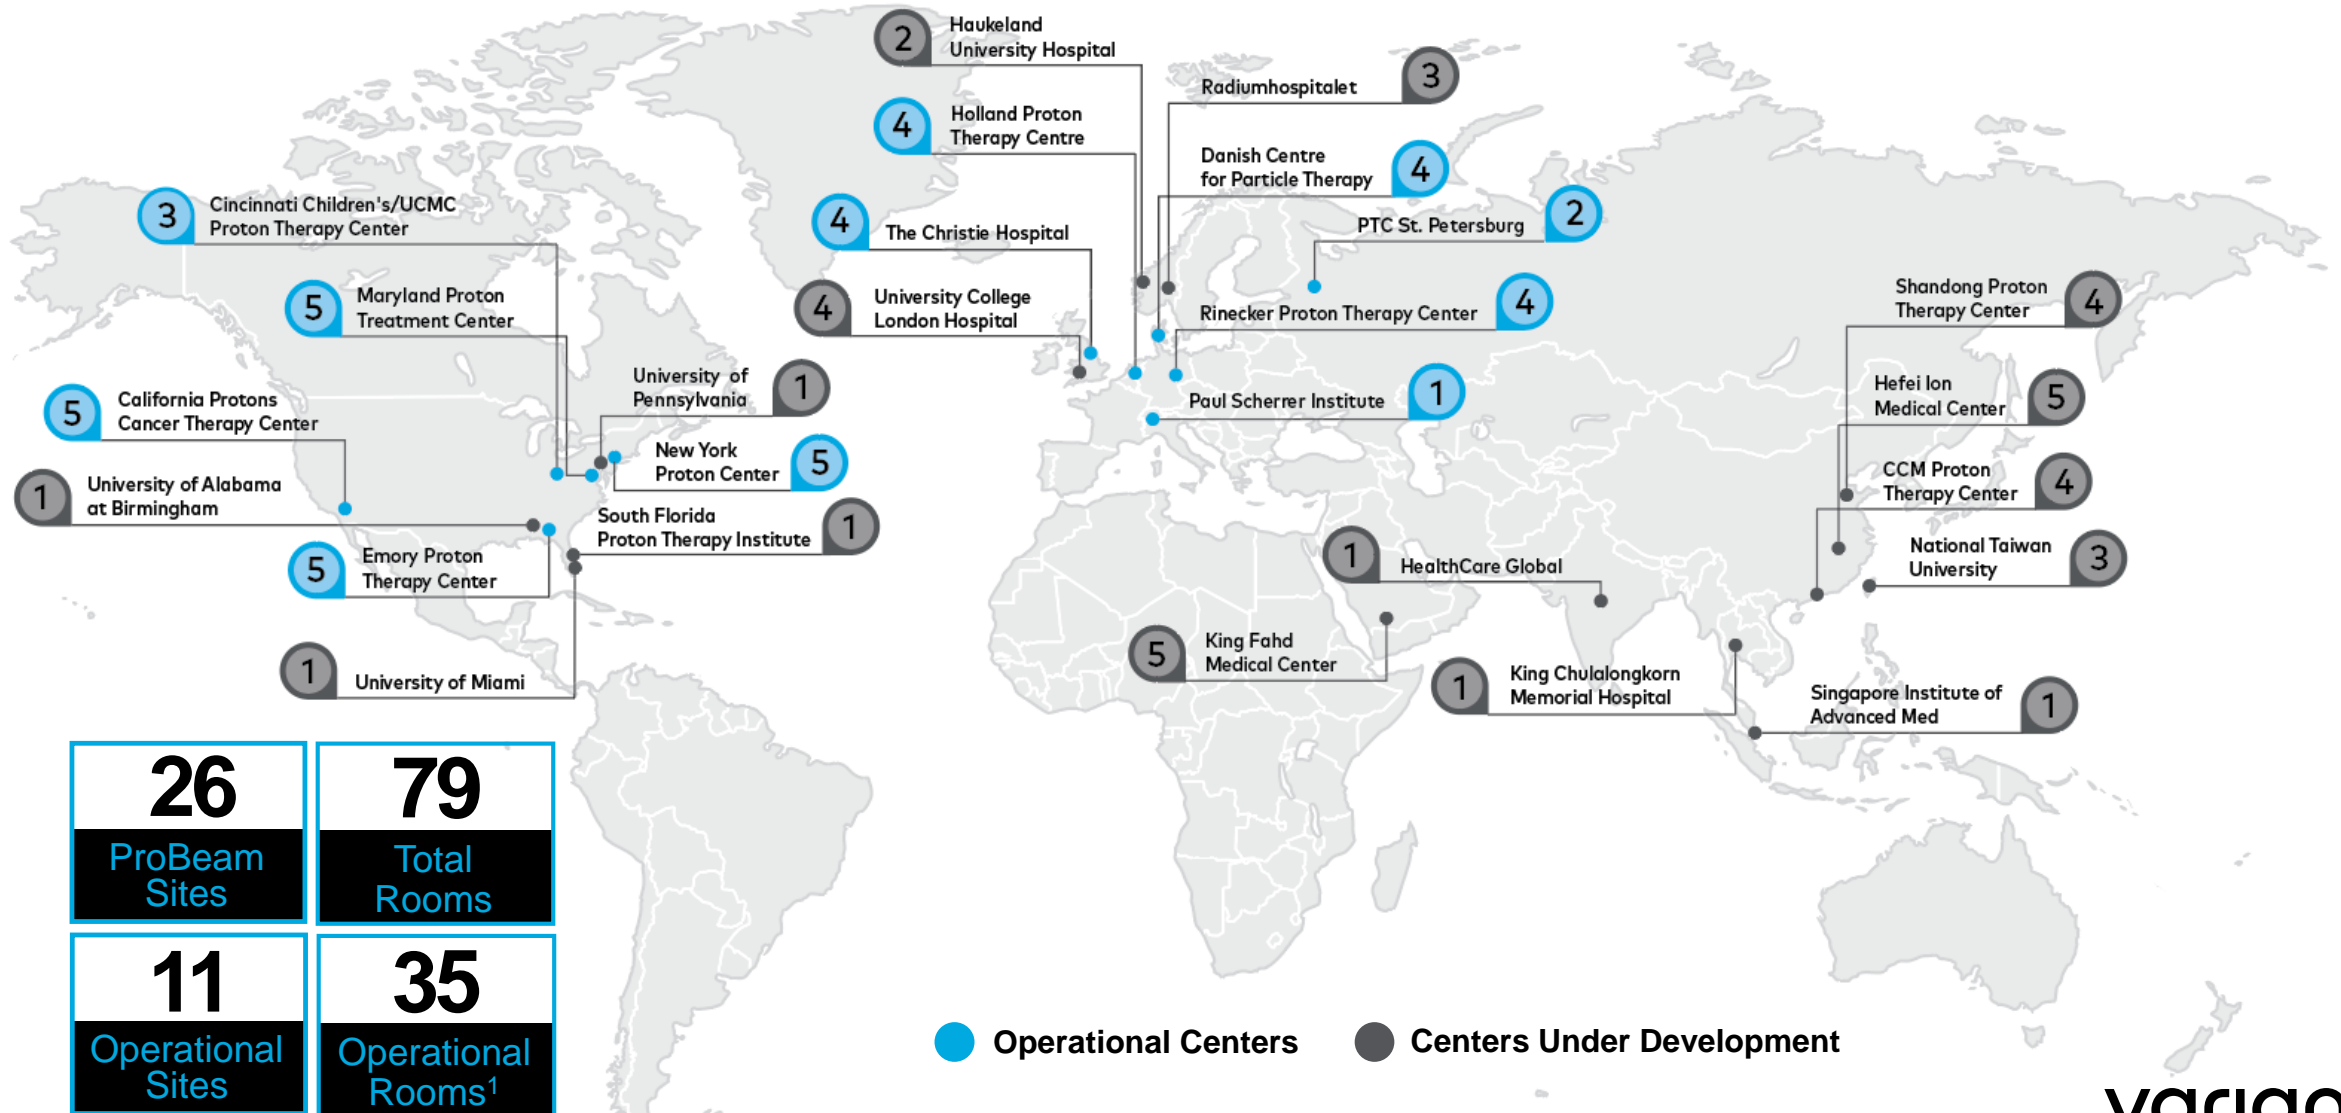 2
Haukeland
University Hospital
Radiumhospitalet
3
4
Holland Proton
Therapy Centre
Danish Centre
for Particle Therapy
4
3
Cincinnati Children's/UCMC
Proton Therapy Center
4
The Christie Hospital
PTC St. Petersburg
2
5
Maryland Proton
Treatment Center
4
University College
London Hospital
Rinecker Proton Therapy Center
4
Shandong Proton
Therapy Center
4
5
California Protons
Cancer Therapy Center
University of
Pennsylvania
1
Paul Scherrer Institute
1
Hefei Ion
Medical Center
5
New York
Proton Center
5
CCM Proton
Therapy Center
4
1
University of Alabama
at Birmingham
South Florida
Proton Therapy Institute
1
5
Emory Proton
Therapy Center
1
HealthCare Global
National Taiwan
University
3
1
University of Miami
5
King Fahd
Medical Center
1
King Chulalongkorn
Memorial Hospital
Singapore Institute of
Advanced Med
1
26
ProBeam
Sites
79
Total
Rooms
11
Operational
Sites
35
Operational
Rooms¹
Operational Centers
Centers Under Development